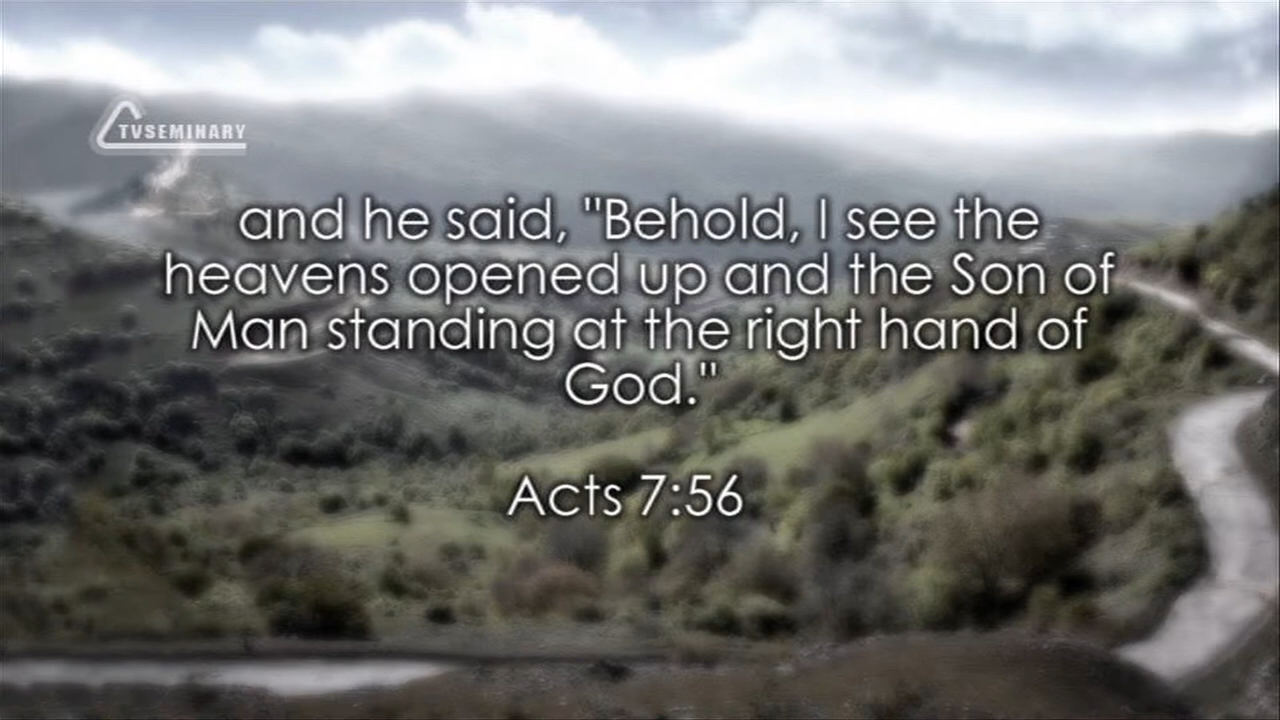 TVSEMINARY
and he said, "Behold, I see the
heavens opened up and the Son of
Man standing at the right hand of
God."
Acts 7:56